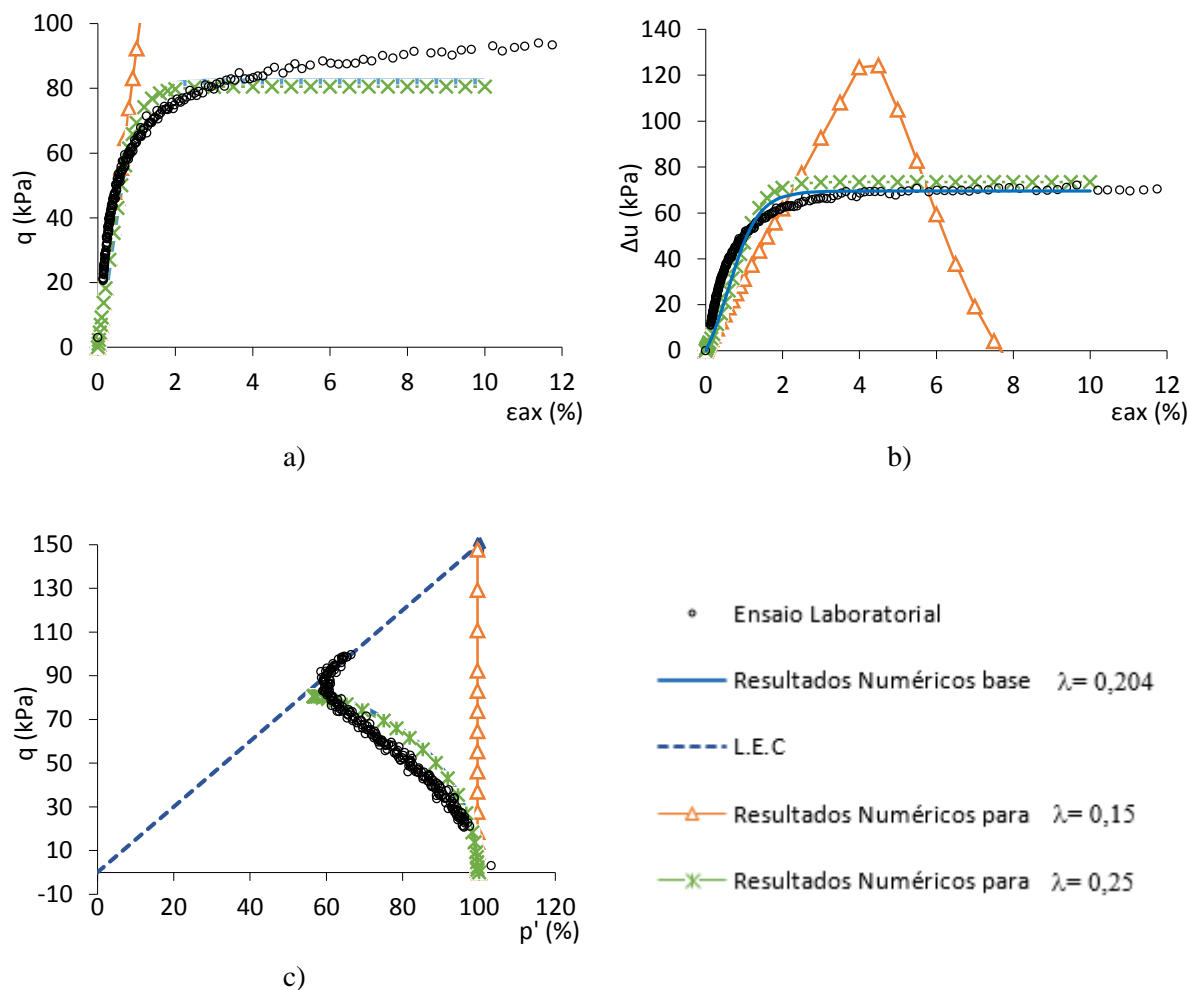 100
80
60
40
20
0
q (kPa)
0 2 4 6 8 10 12
εax (%)
a)
140
120
100
80
60
40
20
0
Δu (kPa)
0 2 4 6 8 10 12
εax (%)
b)
150
130
110
90
70
50
30
10
-10
q (kPa)
0 20 40 60 80 100 120
p' (%)
c)
Ensaio Laboratorial
Resultados Numéricos base λ= 0,204
L.E.C
Resultados Numéricos para λ= 0,15
Resultados Numéricos para λ= 0,25